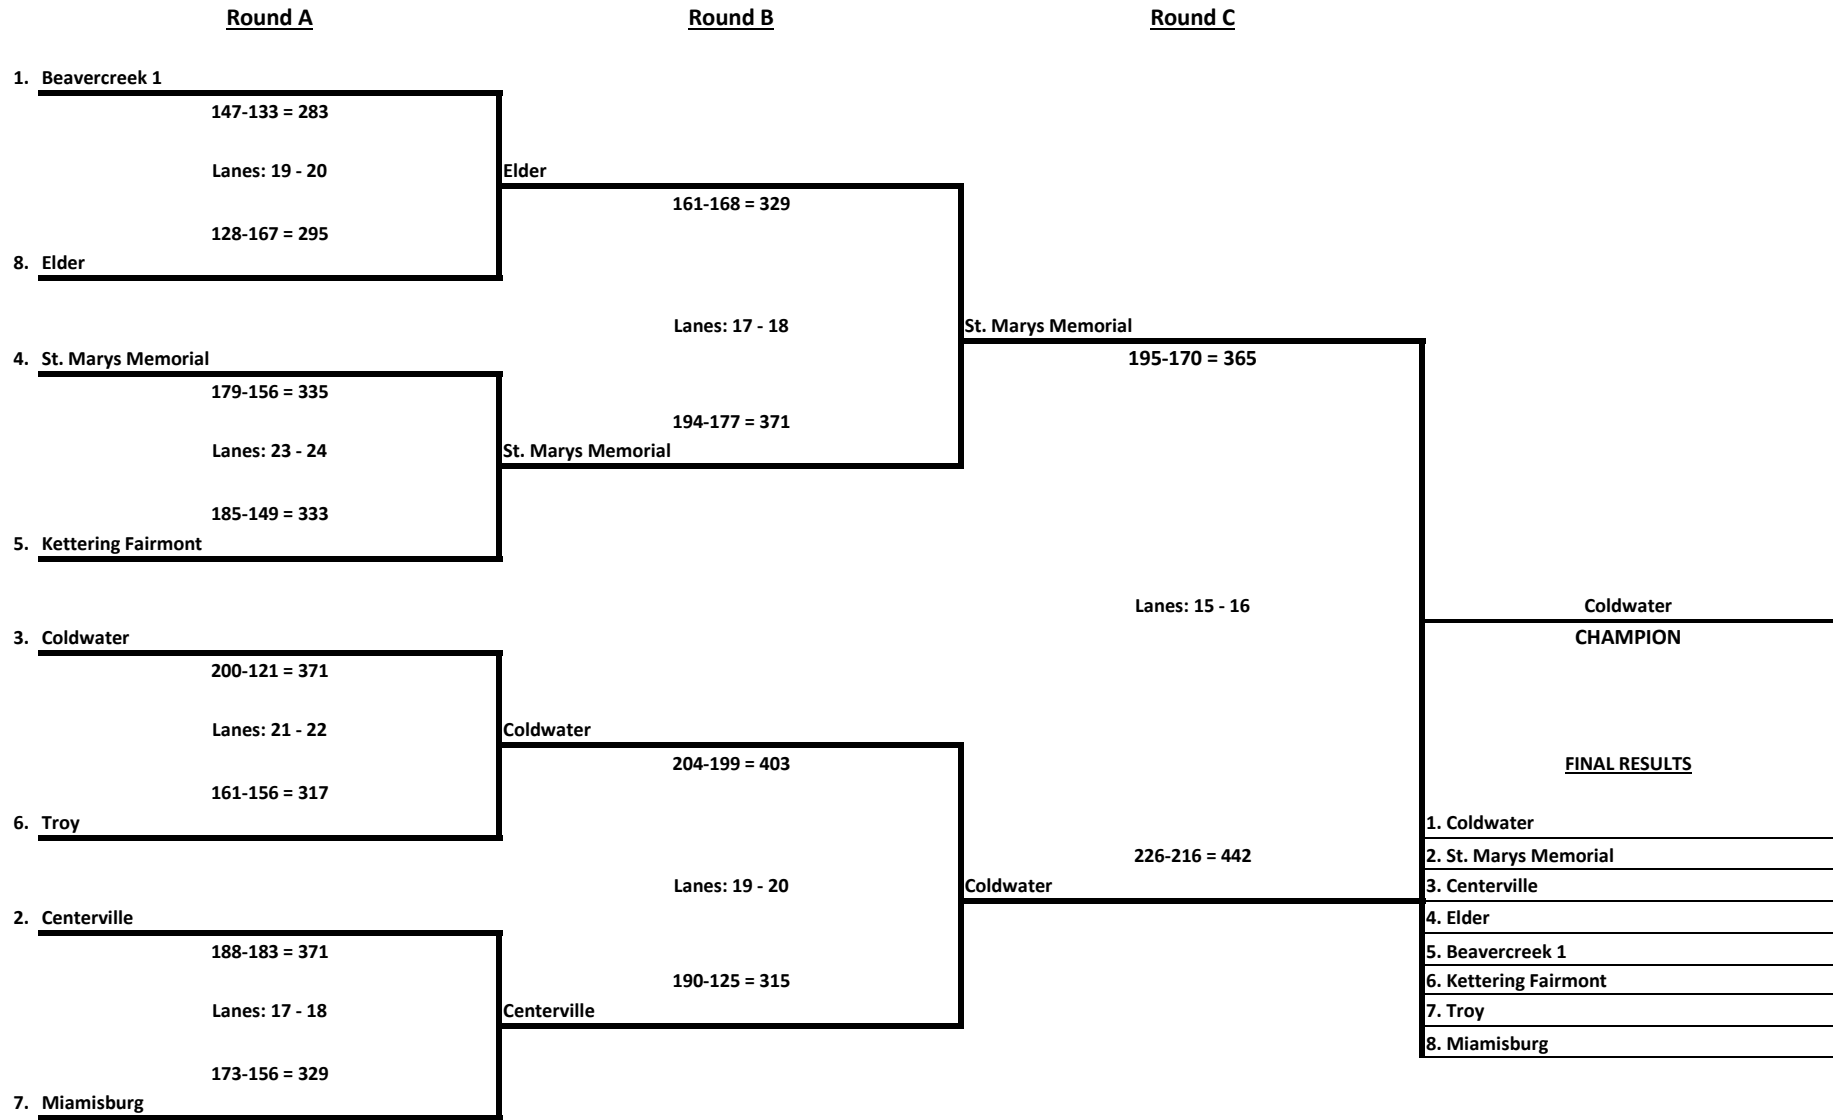 Round A
Round B
Round C
1. Beavercreek 1
147-133 = 283
Lanes: 19 - 20
128-167 = 295
8. Elder
4. St. Marys Memorial
179-156 = 335
Lanes: 23 - 24
185-149 = 333
5. Kettering Fairmont
3. Coldwater
200-121 = 371
Lanes: 21 - 22
161-156 = 317
6. Troy
2. Centerville
188-183 = 371
Lanes: 17 - 18
173-156 = 329
7. Miamisburg
Elder
161-168 = 329
Lanes: 17 - 18
194-177 = 371
St. Marys Memorial
Coldwater
204-199 = 403
Lanes: 19 - 20
190-125 = 315
Centerville
St. Marys Memorial
195-170 = 365
Lanes: 15 - 16
226-216 = 442
Coldwater
Coldwater
CHAMPION
FINAL RESULTS
1. Coldwater
2. St. Marys Memorial
3. Centerville
4. Elder
5. Beavercreek 1
6. Kettering Fairmont
7. Troy
8. Miamisburg